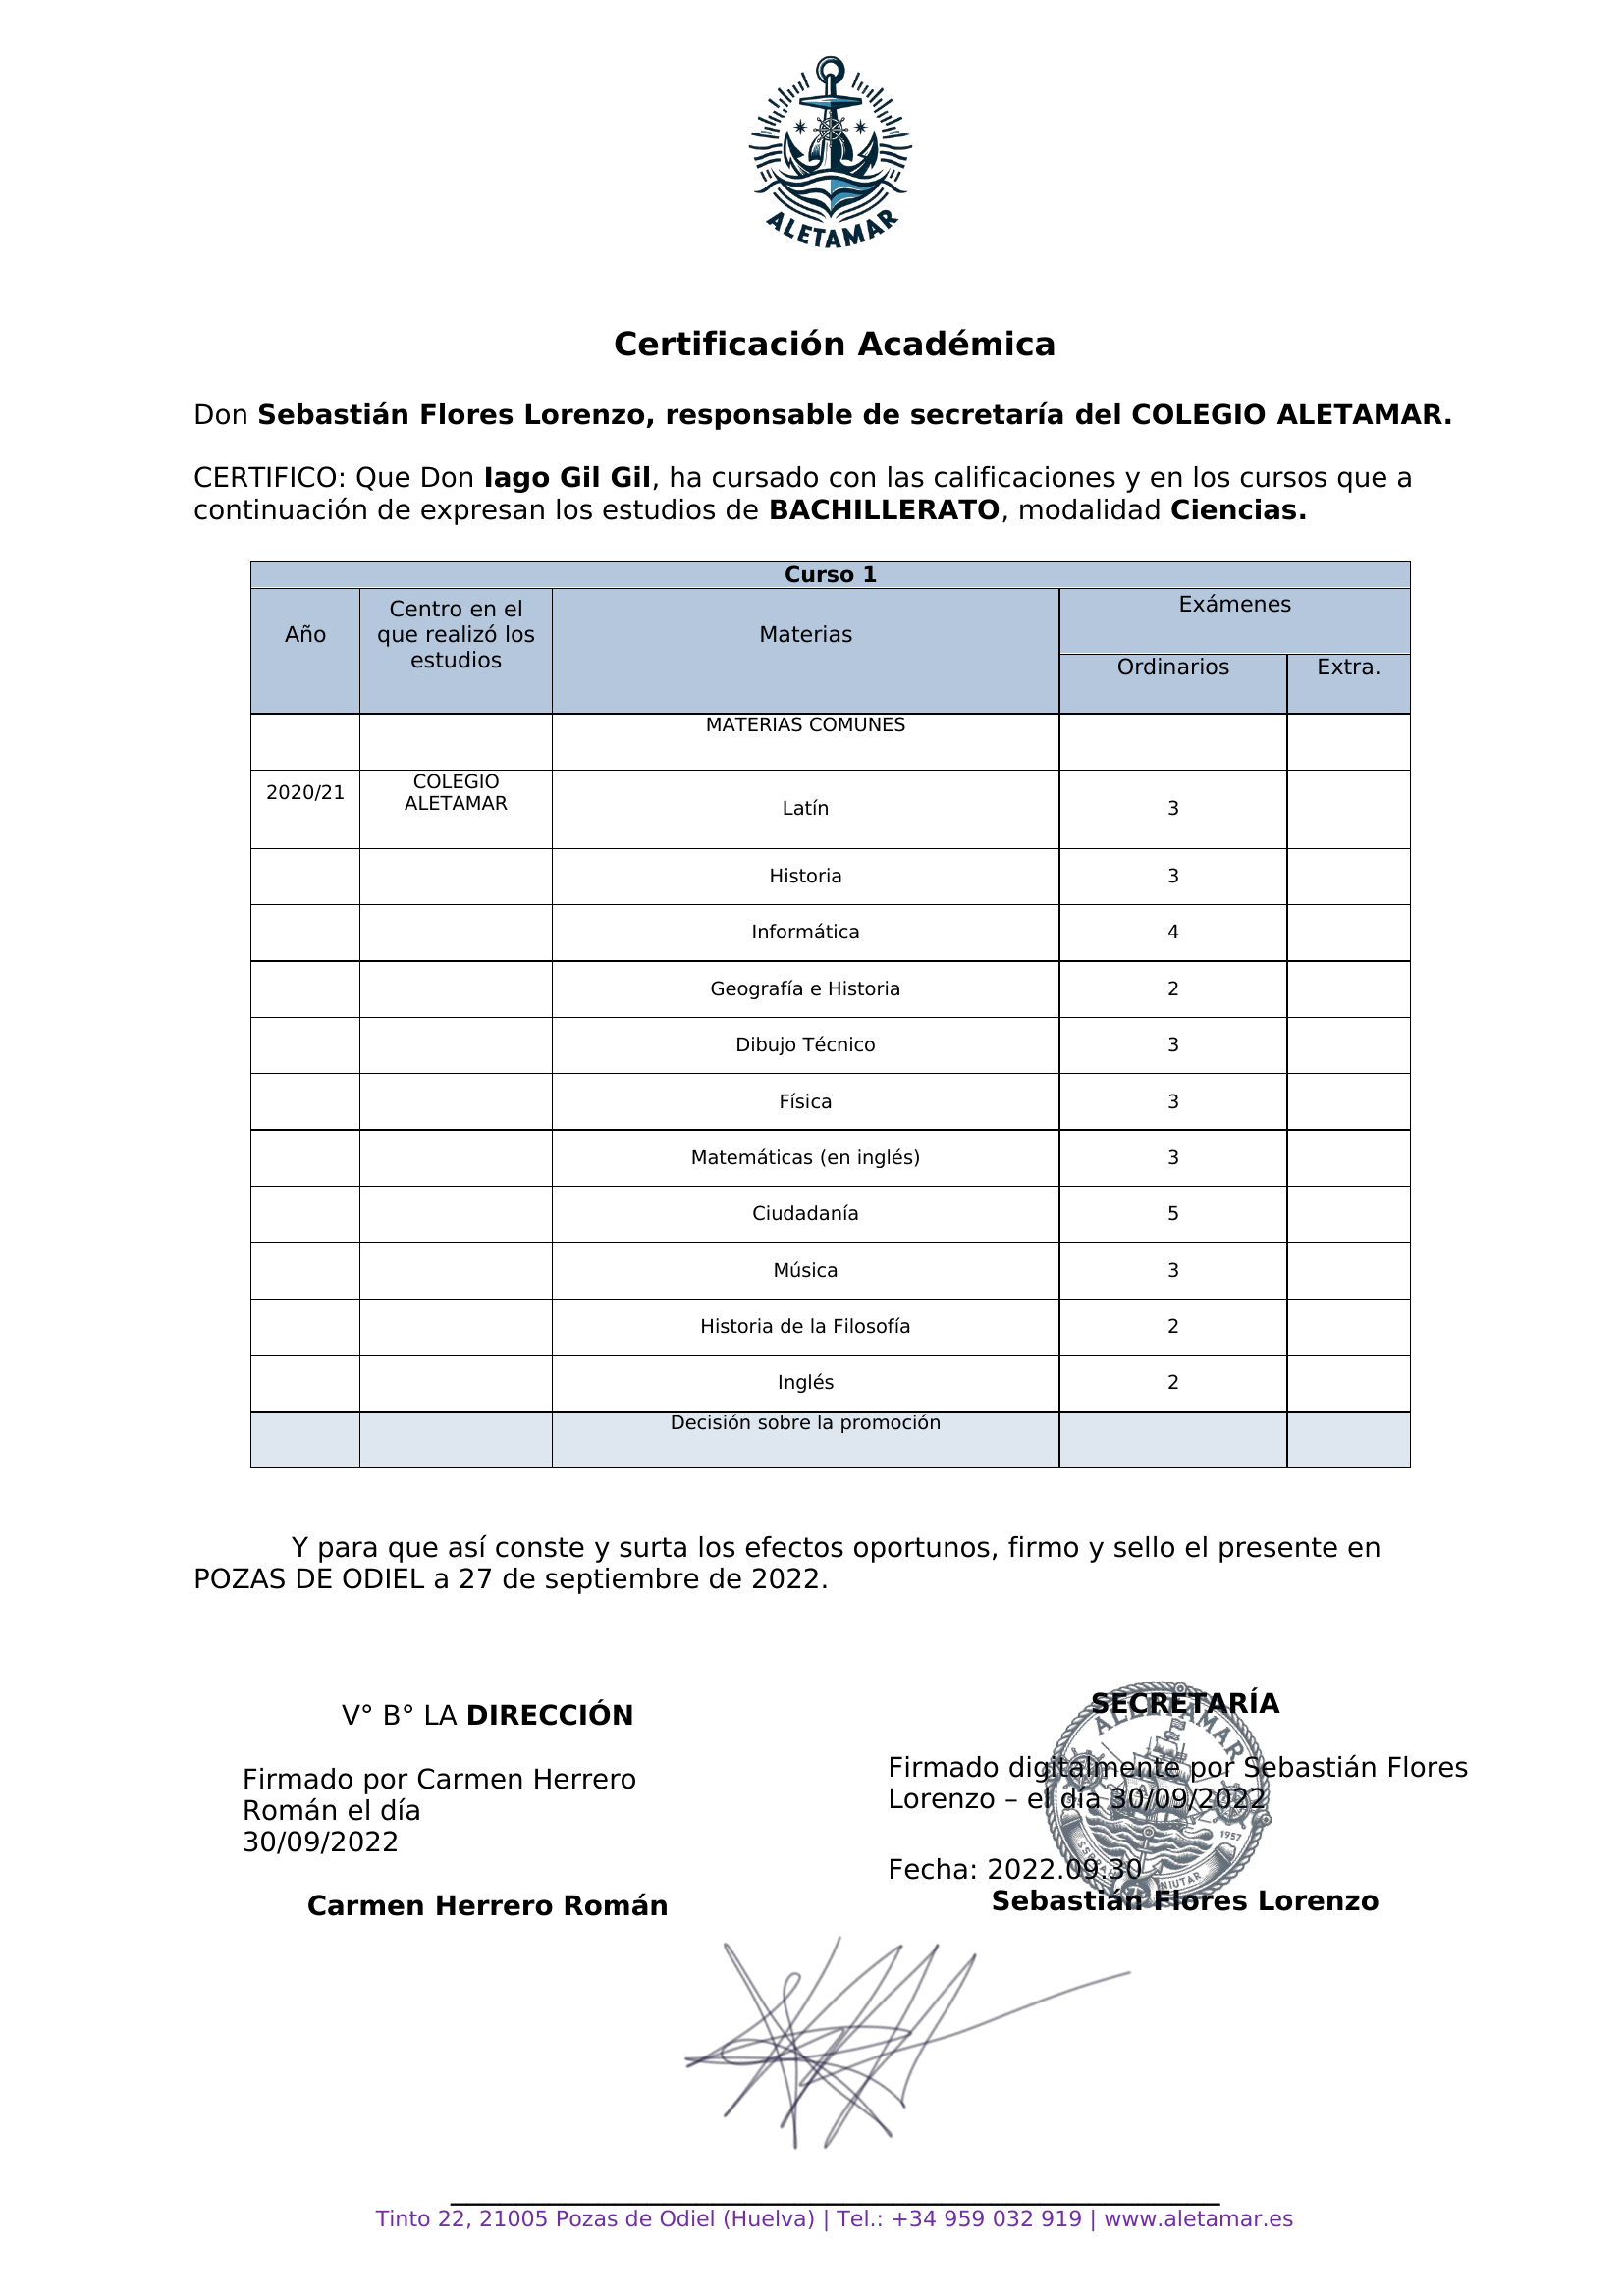 ALETAMAR
Certificación Académica
Don Sebastián Flores Lorenzo, responsable de secretaría del COLEGIO ALETAMAR.
CERTIFICO: Que Don Iago Gil Gil, ha cursado con las calificaciones y en los cursos que a
continuación de expresan los estudios de BACHILLERATO, modalidad Ciencias.
Curso 1
Año
Centro en el
que realizó los
estudios
Materias
Exámenes
Ordinarios
Extra.
MATERIAS COMUNES
2020/21
COLEGIO
ALETAMAR
Latín 3
Historia 3
Informática 4
Geografía e Historia 2
Dibujo Técnico 3
Física 3
Matemáticas (en inglés) 3
Ciudadanía 5
Música 3
Historia de la Filosofía 2
Inglés 2
Decisión sobre la promoción
Y para que así conste y surta los efectos oportunos, firmo y sello el presente en
POZAS DE ODIEL a 27 de septiembre de 2022.
V° B° LA DIRECCIÓN
Firmado por Carmen Herrero
Román el día
30/09/2022
Carmen Herrero Román
SECRETARÍA
ALLETAMAR
Firmado digitalmente por Sebastián Flores
Lorenzo – el día 30/09/2022
1957
NIUTAR
Fecha: 2022.09.30
Sebastián Flores Lorenzo
Tinto 22, 21005 Pozas de Odiel (Huelva) | Tel.: +34 959 032 919 | www.aletamar.es